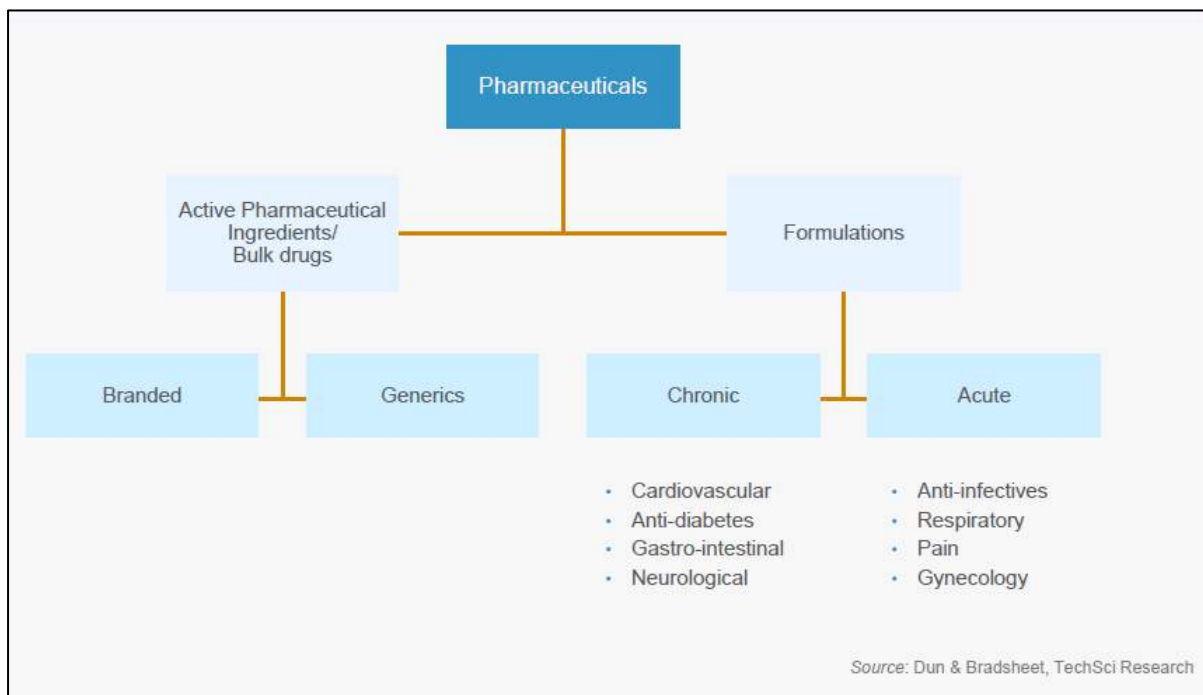 Pharmaceuticals
Active Pharmaceutical
Ingredients/
Bulk drugs
Formulations
Branded
Generics
Chronic
Acute
• Cardiovascular
• Anti-diabetes
• Gastro-intestinal
• Neurological
• Anti-infectives
• Respiratory
• Pain
• Gynecology
Source: Dun & Bradsheet, TechSci Research